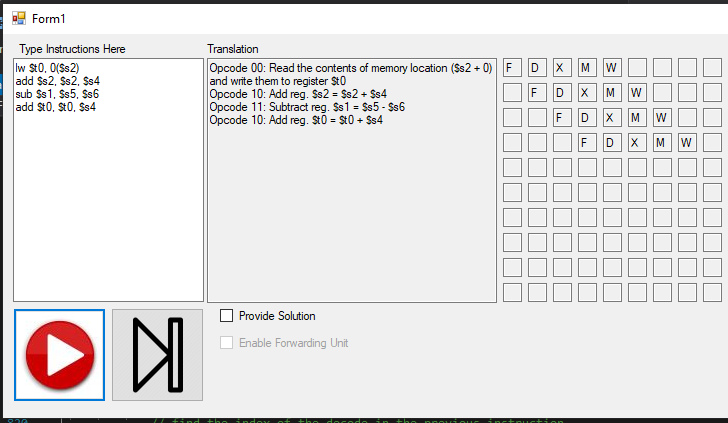 Form1
Type Instructions Here
lw $t0, 0($s2)
add $s2, $s2, $s4
sub $s1, $s5, $s6
add $t0, $t0, $s4
Translation
Opcode 00: Read the contents of memory location ($s2 + 0)
and write them to register $t0
Opcode 10: Add reg. $s2 = $s2 + $s4
Opcode 11: Subtract reg. $s1 = $s5 - $s6
Opcode 10: Add reg. $t0 = $t0 + $s4
F D X M W
F D X M W
F D X M W
F D X M W
Provide Solution
Enable Forwarding Unit
// find the index of the decode in the previous instruction